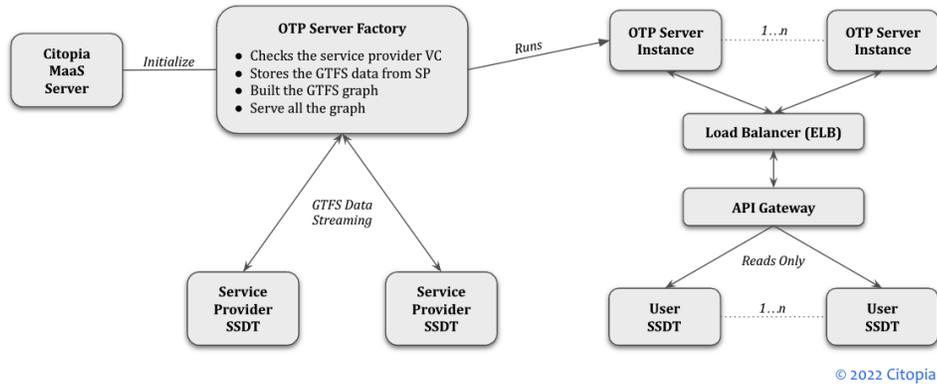 Citopia
MaaS
Server
Initialize
OTP Server Factory
● Checks the service provider VC
● Stores the GTFS data from SP
● Built the GTFS graph
● Serve all the graph
Runs
OTP Server
Instance
1...n
OTP Server
Instance
Load Balancer (ELB)
API Gateway
GTFS Data
Streaming
Reads Only
Service
Provider
SSDT
Service
Provider
SSDT
User
SSDT
1...n
User
SSDT
© 2022 Citopia